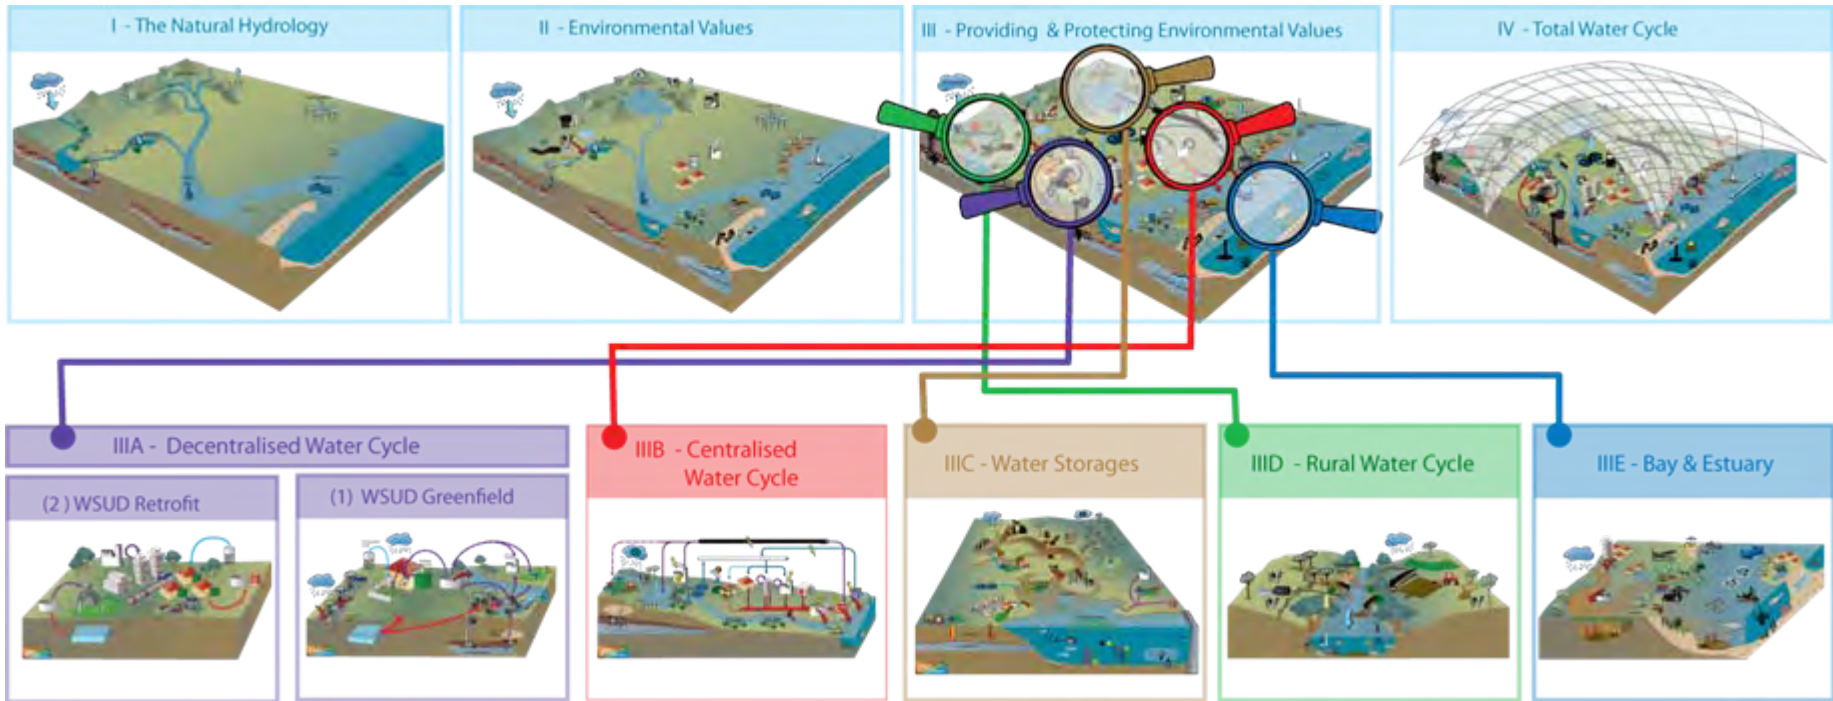 I - The Natural Hydrology
II - Environmental Values
III - Providing & Protecting Environmental Values
IV - Total Water Cycle
IIIA - Decentralised Water Cycle
(2 ) WSUD Retrofit
(1) WSUD Greenfield
IIIB - Centralised
Water Cycle
IIIC - Water Storages
IIID - Rural Water Cycle
IIIE - Bay & Estuary